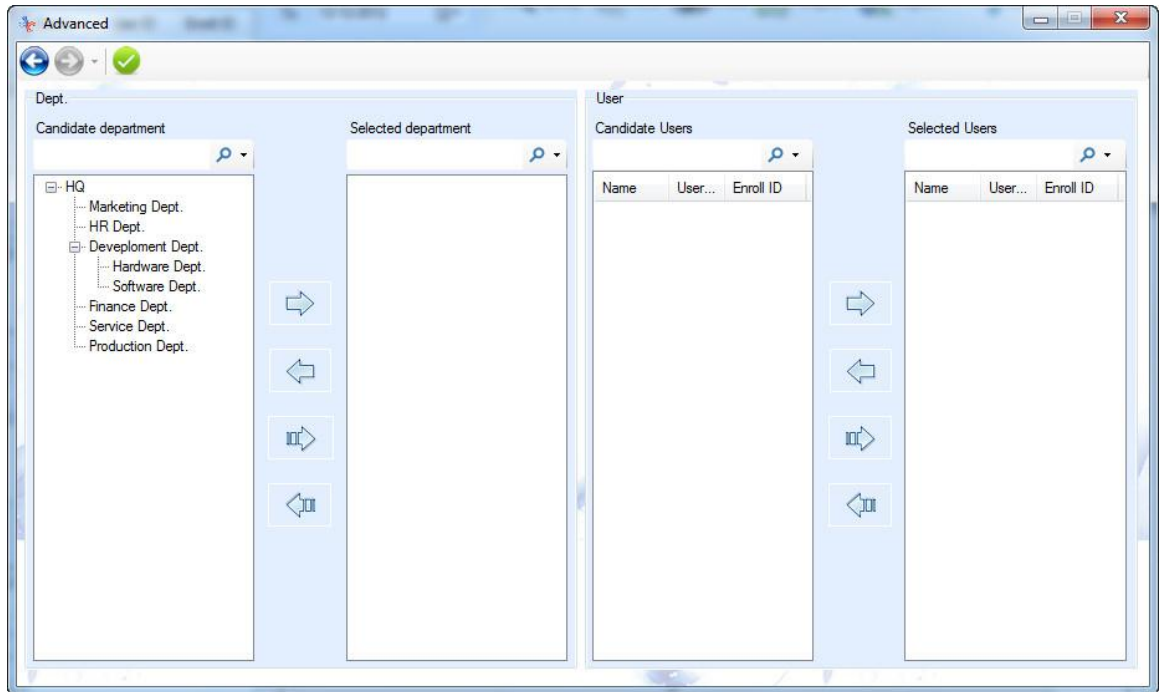 Advanced
Dept.
Candidate department
Selected department
HQ
Marketing Dept.
HR Dept.
Deveploment Dept.
Hardware Dept.
Software Dept.
Finance Dept.
Service Dept.
Production Dept.
User
Candidate Users
Name User... Enroll ID
Selected Users
Name User... Enroll ID